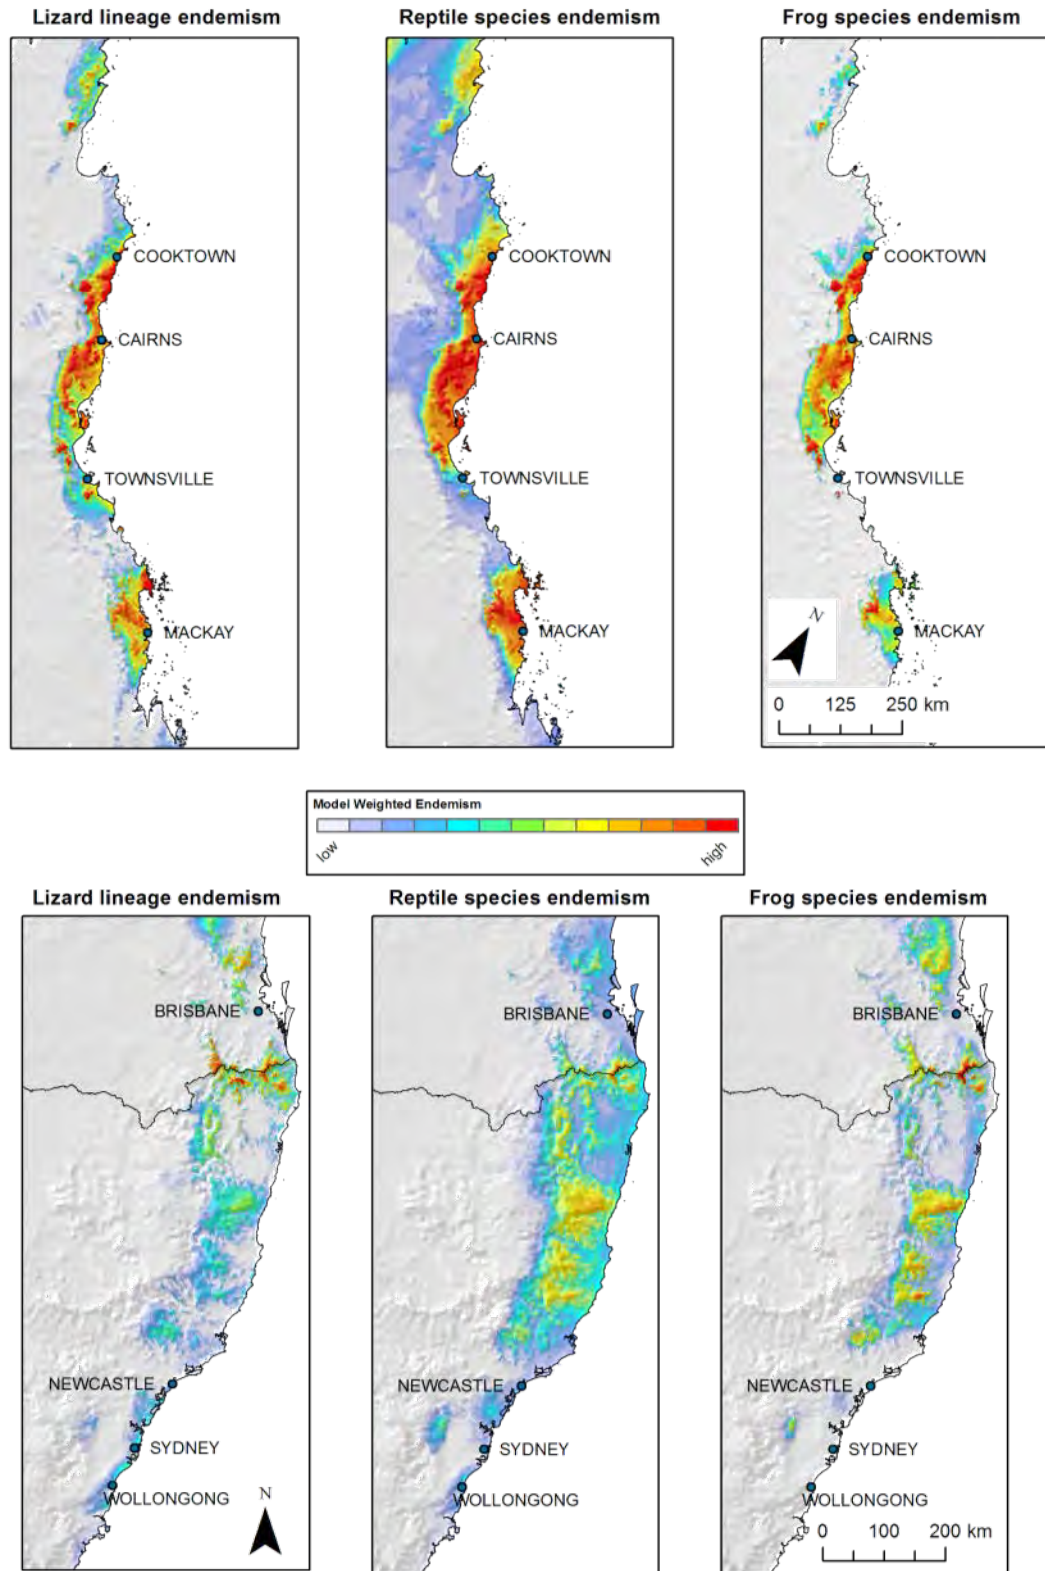 Lizard lineage endemism
Reptile species endemism
Frog species endemism
COOKTOWN
COOKTOWN
COOKTOWN
CAIRNS
CAIRNS
CAIRNS
TOWNSVILLE
TOWNSVILLE
TOWNSVILLE
MACKAY
MACKAY
MACKAY
N
0 125 250 km
Model Weighted Endemism
low
high
Lizard lineage endemism
Reptile species endemism
Frog species endemism
BRISBANE
BRISBANE
BRISBANE
NEWCASTLE
NEWCASTLE
NEWCASTLE
SYDNEY
SYDNEY
SYDNEY
WOLLONGONG
WOLLONGONG
WOLLONGONG
N
0 100 200 km